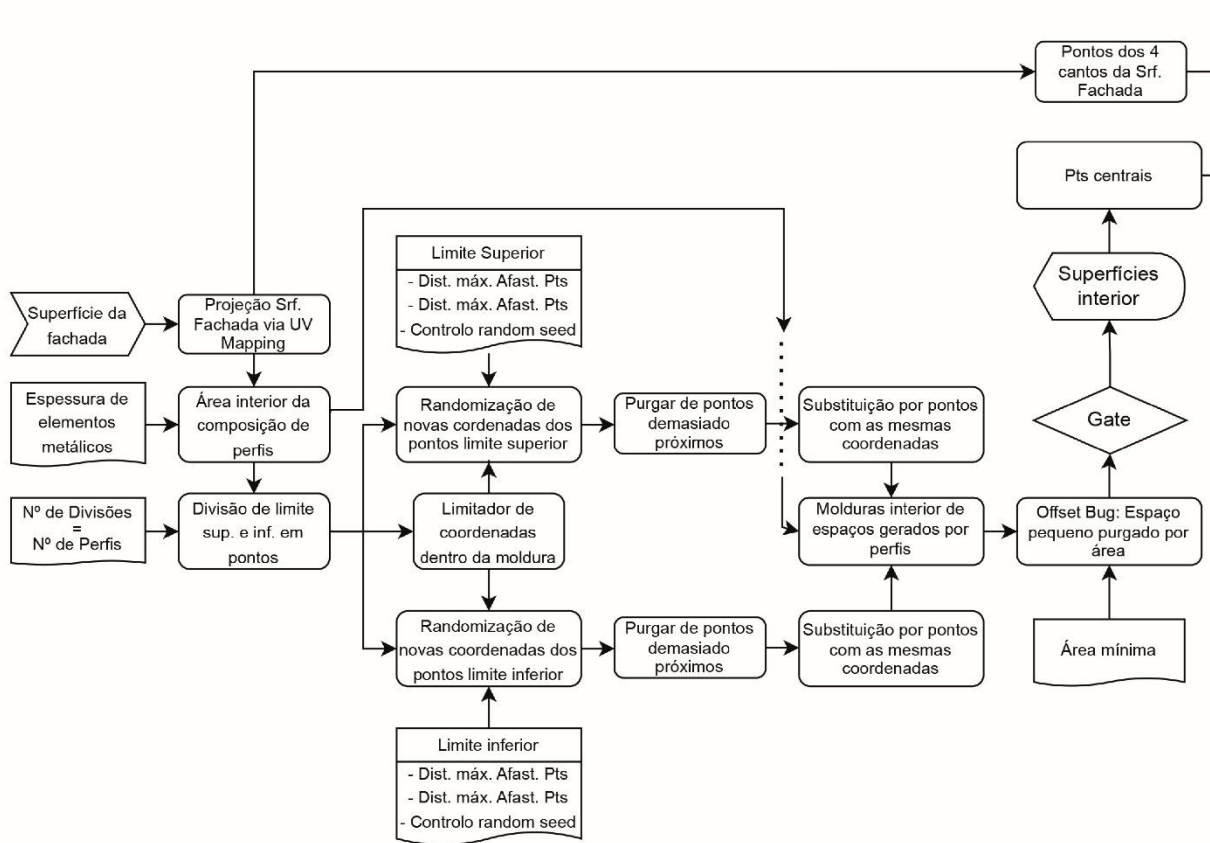 Pontos dos 4
cantos da Srf.
Fachada
Pts centrais
Limite Superior
- Dist. máx. Afast. Pts
- Dist. máx. Afast. Pts
- Controlo random seed
Superfícies
interior
Superfície da
fachada
Projeção Srf.
Fachada via UV
Mapping
Espessura de
elementos
metálicos
Área interior da
composição de
perfis
Randomização de
novas cordenadas dos
pontos limite superior
Purgar de pontos
demasiado
próximos
Substituição por pontos
com as mesmas
coordenadas
Gate
Nº de Divisões
=
Nº de Perfis
Divisão de limite
sup. e inf. em
pontos
Limitador de
coordenadas
dentro da moldura
Molduras interior de
espaços gerados por
perfis
Offset Bug: Espaço
pequeno purgado por
área
Randomização de
novas coordenadas dos
pontos limite inferior
Purgar de pontos
demasiado
próximos
Substituição por pontos
com as mesmas
coordenadas
Área mínima
Limite inferior
- Dist. máx. Afast. Pts
- Dist. máx. Afast. Pts
- Controlo random seed